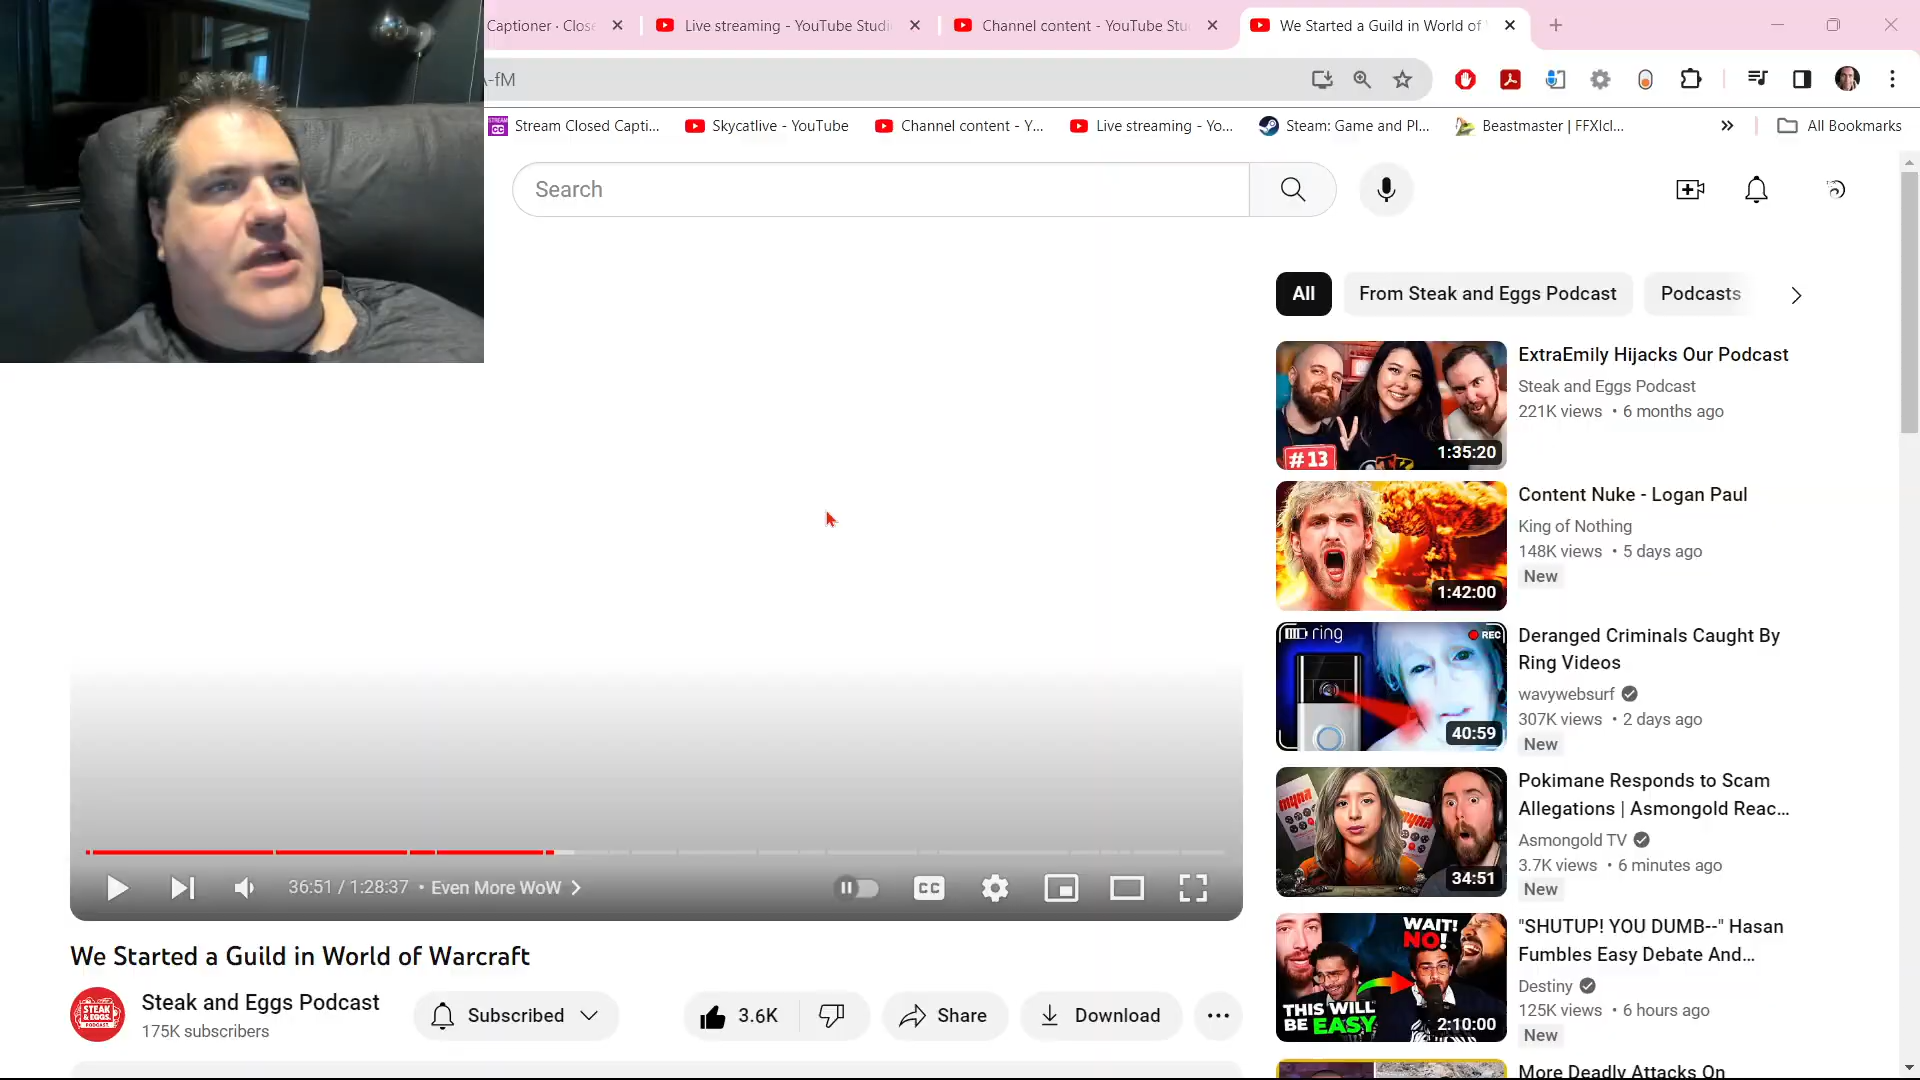 Captioner · Close
Live streaming - YouTube Studi
Channel content - YouTube Stu
We Started a Guild in World of
-fM
Stream Closed Capti...
Skycatlive - YouTube
Channel content - Y...
Live streaming - Yo...
Steam: Game and Pl...
Beastmaster | FFXIcl...
All Bookmarks
Search
All
From Steak and Eggs Podcast
Podcasts
ExtraEmily Hijacks Our Podcast
Steak and Eggs Podcast
221K views • 6 months ago
#13
1:35:20
Content Nuke - Logan Paul
King of Nothing
148K views • 5 days ago
New
1:42:00
ring
REC
Deranged Criminals Caught By
Ring Videos
wavywebsurf
307K views • 2 days ago
New
40:59
Pokimane Responds to Scam
Allegations | Asmongold Reac...
Asmongold TV
3.7K views • 6 minutes ago
New
myna
34:51
"SHUTUP! YOU DUMB--" Hasan
Fumbles Easy Debate And...
Destiny
125K views • 6 hours ago
New
WAIT!
NO!
THIS WILL
BE EASY
2:10:00
More Deadly Attacks On
36:51 / 1:28:37 • Even More WoW
CC
We Started a Guild in World of Warcraft
STEAK
& EGGS
PODCAST
Steak and Eggs Podcast
175K subscribers
Subscribed
3.6K
Share
Download